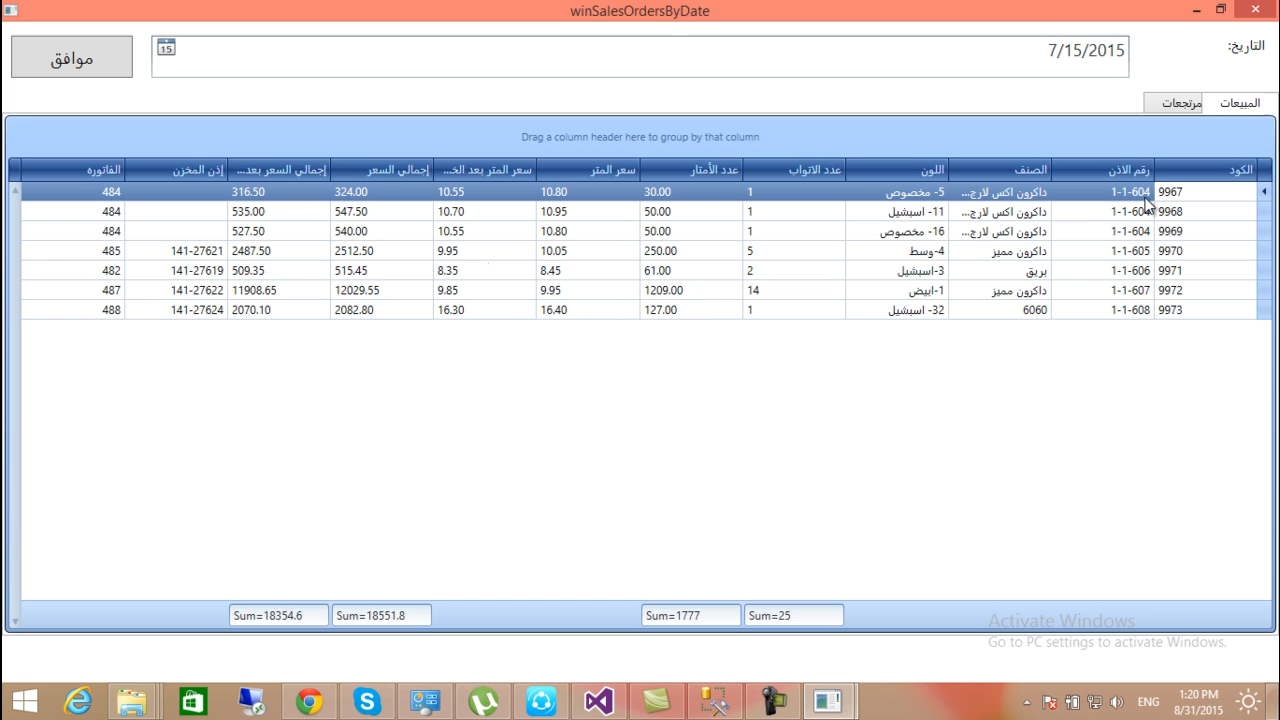 winSalesOrdersByDate
التاريخ: 7/15/2015 15 موافق
المبيعات مرتجعات
Drag a column header here to group by that column
الكود رقم الاذن الصنف اللون عدد الاتواب عدد الأمتار سعر المتر سعر المتر بعد الخ... إجمالي السعر إجمالي السعر بعد... إذن المخزن الفاتوره
9967 1-1-604 داكرون اكس لارج... 5- مخصوص 1 30.00 10.80 10.55 324.00 316.50 484
9968 1-1-604 داكرون اكس لارج... 11- اسبشيل 1 50.00 10.95 10.70 547.50 535.00 484
9969 1-1-604 داكرون اكس لارج... 16- مخصوص 1 50.00 10.80 10.55 540.00 527.50 484
9970 1-1-605 داكرون مميز 4-وسط 5 250.00 10.05 9.95 2512.50 2487.50 141-27621 485
9971 1-1-606 بريق 3-اسبشيل 2 61.00 8.45 8.35 515.45 509.35 141-27619 482
9972 1-1-607 داكرون مميز 1-ابيض 14 1209.00 9.95 9.85 12029.55 11908.65 141-27622 487
9973 1-1-608 6060 32- اسبشيل 1 127.00 16.40 16.30 2082.80 2070.10 141-27624 488
Sum=25 Sum=1777 Sum=18551.8 Sum=18354.6
Activate Windows
Go to PC settings to activate Windows.
ENG 1:20 PM
8/31/2015